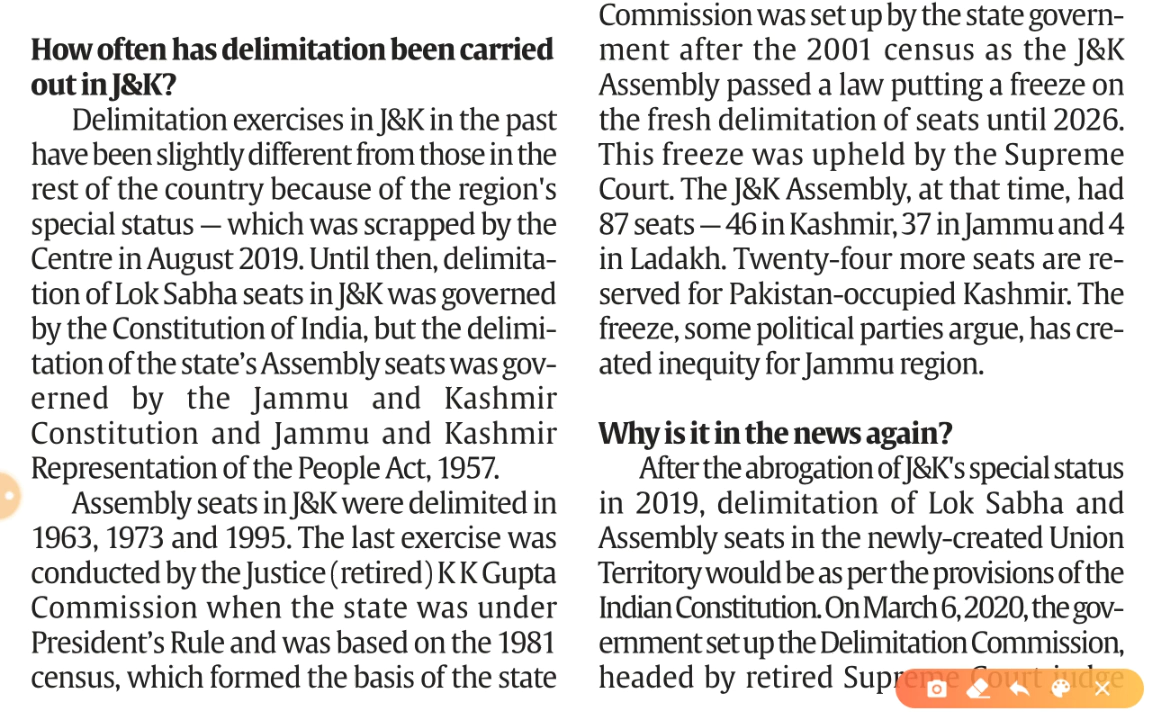 How often has delimitation been carried
out in J&K?
Delimitation exercises in J&K in the past
have been slightly different from those in the
rest of the country because of the region's
special status — which was scrapped by the
Centre in August 2019. Until then, delimita-
tion of Lok Sabha seats in J&K was governed
by the Constitution of India, but the delimi-
tation of the state’s Assembly seats was gov-
erned by the Jammu and Kashmir
Constitution and Jammu and Kashmir
Representation of the People Act, 1957.
Assembly seats in J&K were delimited in
1963, 1973 and 1995. The last exercise was
conducted by the Justice (retired) K K Gupta
Commission when the state was under
President’s Rule and was based on the 1981
census, which formed the basis of the state
Commission was set up by the state govern-
ment after the 2001 census as the J&K
Assembly passed a law putting a freeze on
the fresh delimitation of seats until 2026.
This freeze was upheld by the Supreme
Court. The J&K Assembly, at that time, had
87 seats — 46 in Kashmir, 37 in Jammu and 4
in Ladakh. Twenty-four more seats are re-
served for Pakistan-occupied Kashmir. The
freeze, some political parties argue, has cre-
ated inequity for Jammu region.
Why is it in the news again?
After the abrogation of J&K's special status
in 2019, delimitation of Lok Sabha and
Assembly seats in the newly-created Union
Territory would be as per the provisions of the
Indian Constitution. On March 6, 2020, the gov-
ernment set up the Delimitation Commission,
headed by retired Supreme Court judge